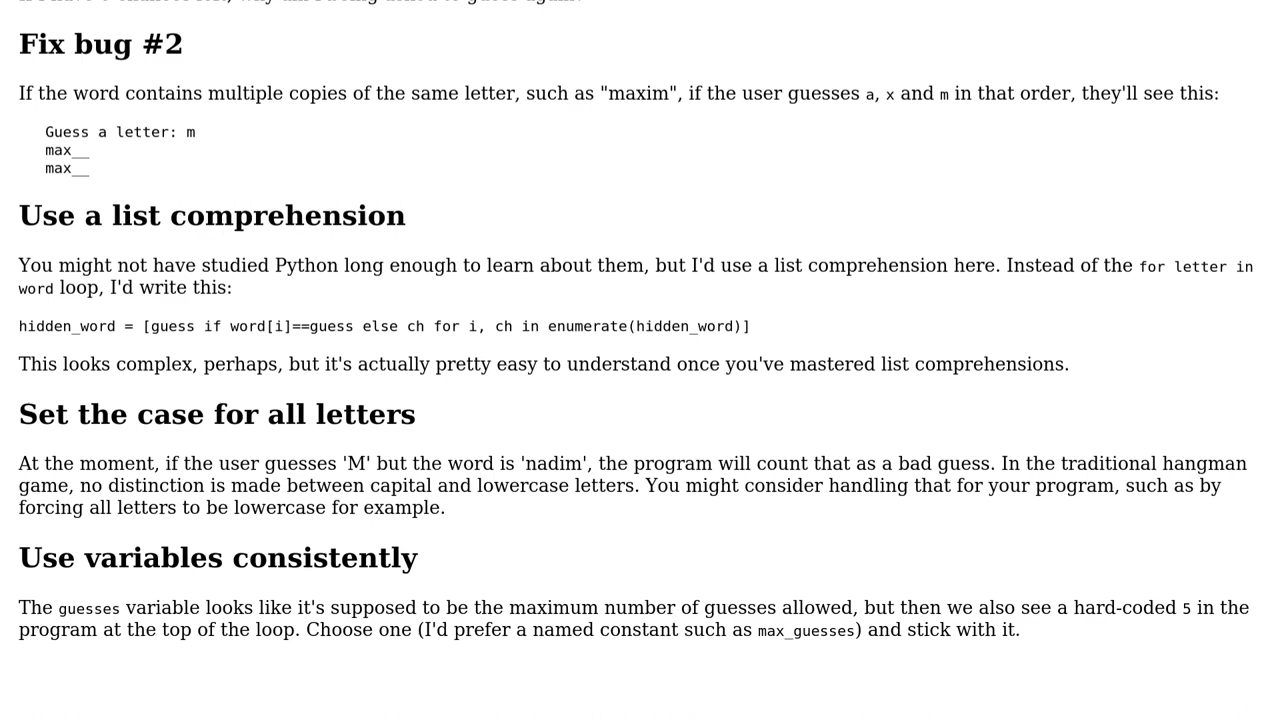 Fix bug #2
If the word contains multiple copies of the same letter, such as "maxim", if the user guesses a, x and m in that order, they'll see this:
Guess a letter: m
max__
max__
Use a list comprehension
You might not have studied Python long enough to learn about them, but I'd use a list comprehension here. Instead of the for letter in
word loop, I'd write this:
hidden_word = [guess if word[i]==guess else ch for i, ch in enumerate(hidden_word)]
This looks complex, perhaps, but it's actually pretty easy to understand once you've mastered list comprehensions.
Set the case for all letters
At the moment, if the user guesses 'M' but the word is 'nadim', the program will count that as a bad guess. In the traditional hangman
game, no distinction is made between capital and lowercase letters. You might consider handling that for your program, such as by
forcing all letters to be lowercase for example.
Use variables consistently
The guesses variable looks like it's supposed to be the maximum number of guesses allowed, but then we also see a hard-coded 5 in the
program at the top of the loop. Choose one (I'd prefer a named constant such as max_guesses) and stick with it.